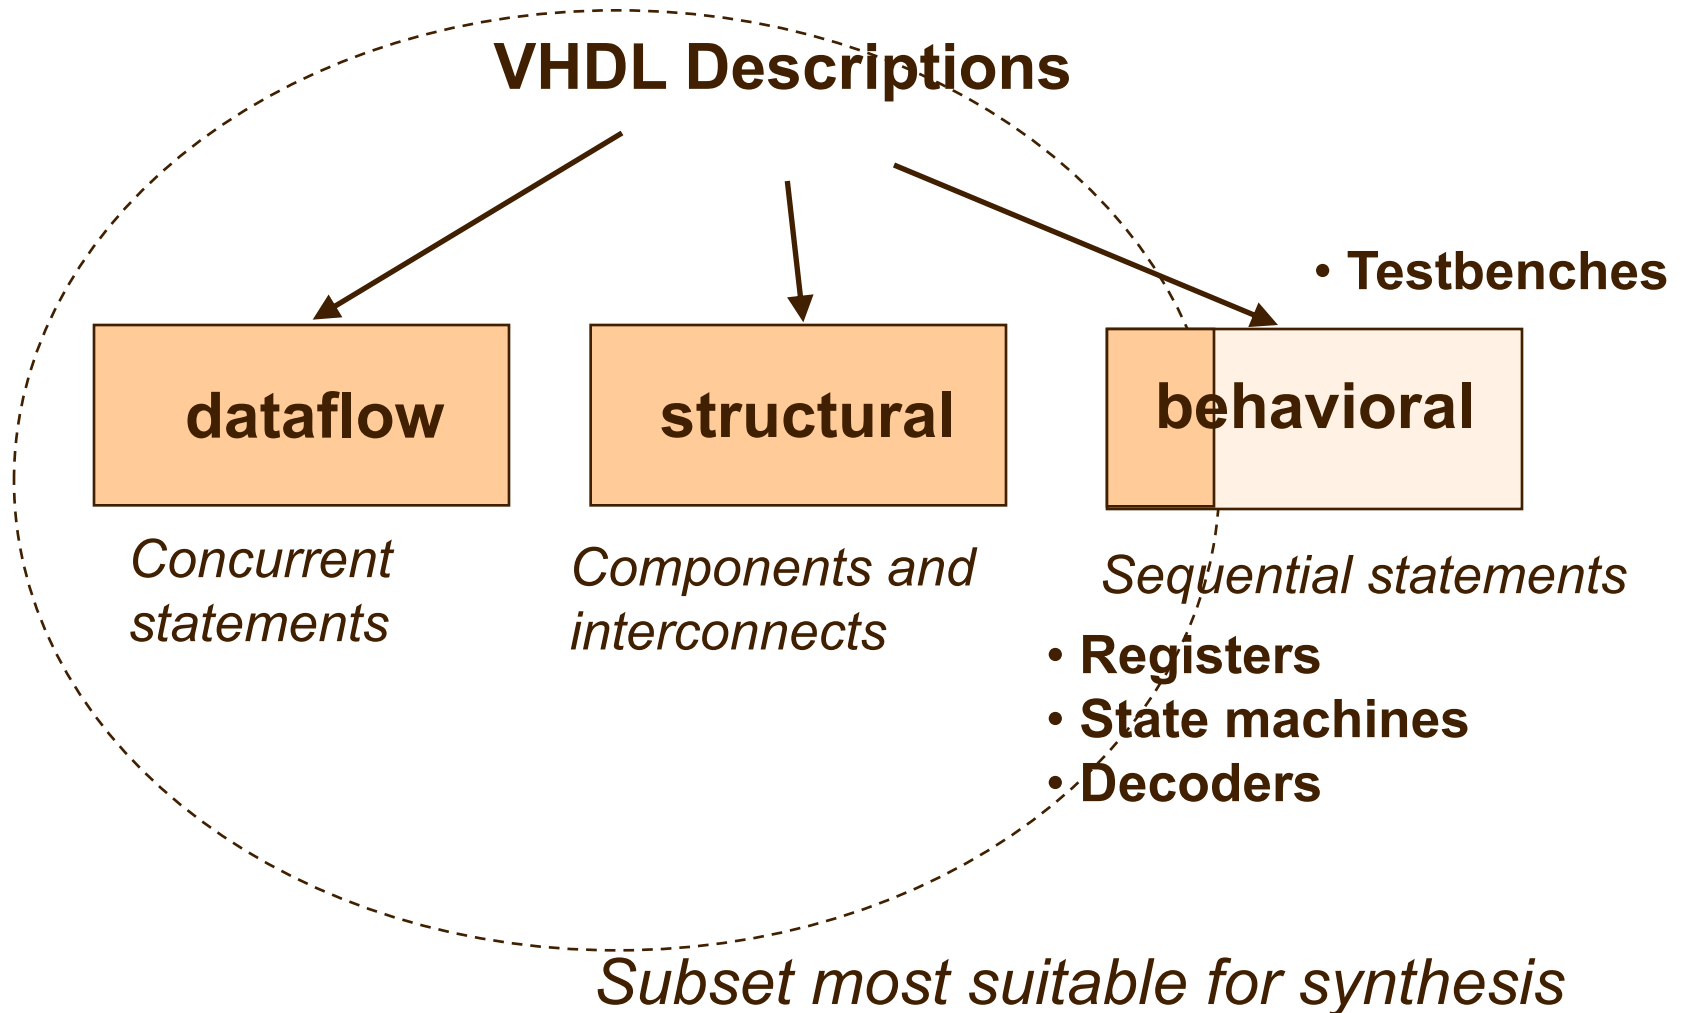 VHDL Descriptions
• Testbenches
dataflow
structural
behavioral
Concurrent
statements
Components and
interconnects
Sequential statements
• Registers
• State machines
• Decoders
Subset most suitable for synthesis